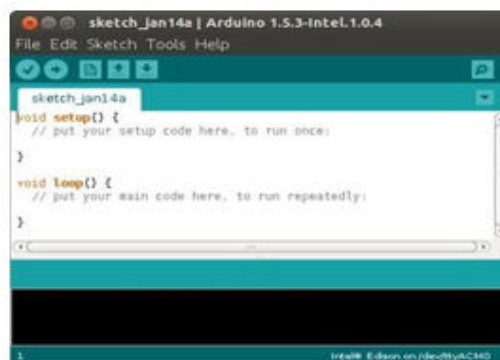 sketch_jan14a | Arduino 1.5.3-Intel.1.0.4
File Edit Sketch Tools Help
sketch_jan14a
void setup() {
// put your setup code here, to run once:
}
void loop() {
// put your main code here, to run repeatedly:
}
1 Intel® Edison on /dev/ttyACM0